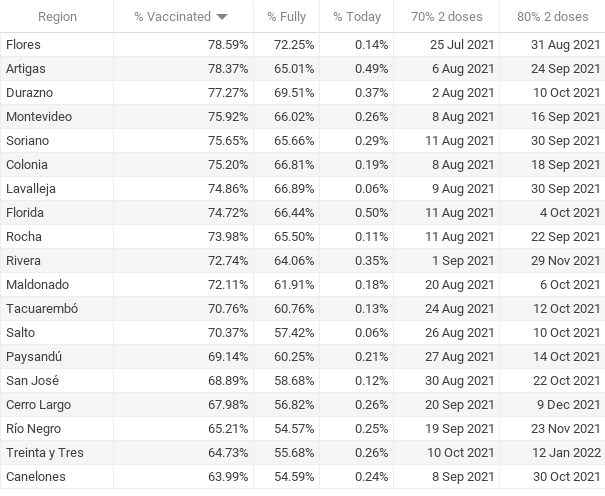 Region % Vaccinated % Fully % Today 70% 2 doses 80% 2 doses
Flores 78.59% 72.25% 0.14% 25 Jul 2021 31 Aug 2021
Artigas 78.37% 65.01% 0.49% 6 Aug 2021 24 Sep 2021
Durazno 77.27% 69.51% 0.37% 2 Aug 2021 10 Oct 2021
Montevideo 75.92% 66.02% 0.26% 8 Aug 2021 16 Sep 2021
Soriano 75.65% 65.66% 0.29% 11 Aug 2021 30 Sep 2021
Colonia 75.20% 66.81% 0.19% 8 Aug 2021 18 Sep 2021
Lavalleja 74.86% 66.89% 0.06% 9 Aug 2021 30 Sep 2021
Florida 74.72% 66.44% 0.50% 11 Aug 2021 4 Oct 2021
Rocha 73.98% 65.50% 0.11% 11 Aug 2021 22 Sep 2021
Rivera 72.74% 64.06% 0.35% 1 Sep 2021 29 Nov 2021
Maldonado 72.11% 61.91% 0.18% 20 Aug 2021 6 Oct 2021
Tacuarembó 70.76% 60.76% 0.13% 24 Aug 2021 12 Oct 2021
Salto 70.37% 57.42% 0.06% 26 Aug 2021 10 Oct 2021
Paysandú 69.14% 60.25% 0.21% 27 Aug 2021 14 Oct 2021
San José 68.89% 58.68% 0.12% 30 Aug 2021 22 Oct 2021
Cerro Largo 67.98% 56.82% 0.26% 20 Sep 2021 9 Dec 2021
Río Negro 65.21% 54.57% 0.25% 19 Sep 2021 23 Nov 2021
Treinta y Tres 64.73% 55.68% 0.26% 10 Oct 2021 12 Jan 2022
Canelones 63.99% 54.59% 0.24% 8 Sep 2021 30 Oct 2021